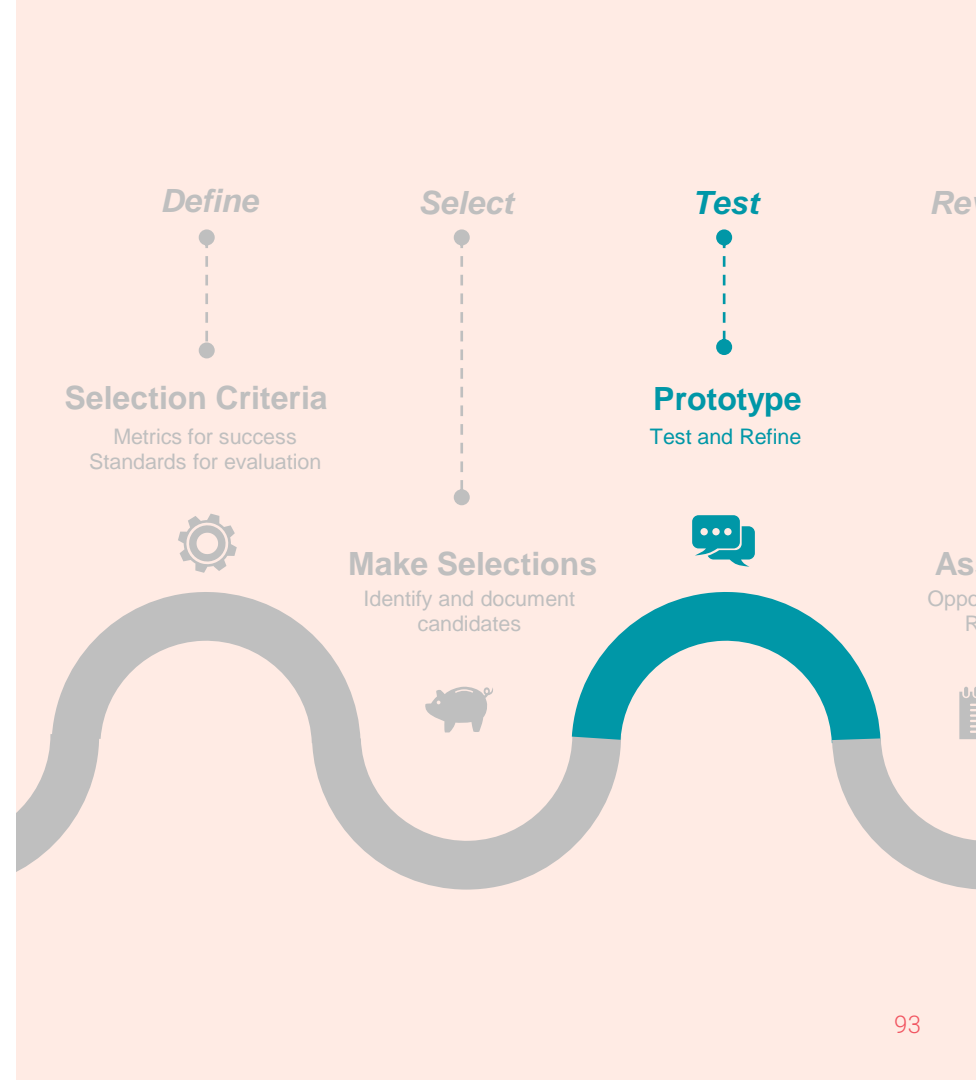 Define
Select
Test
Selection Criteria
Metrics for success
Standards for evaluation
Prototype
Test and Refine
Make Selections
Identify and document
candidates
93